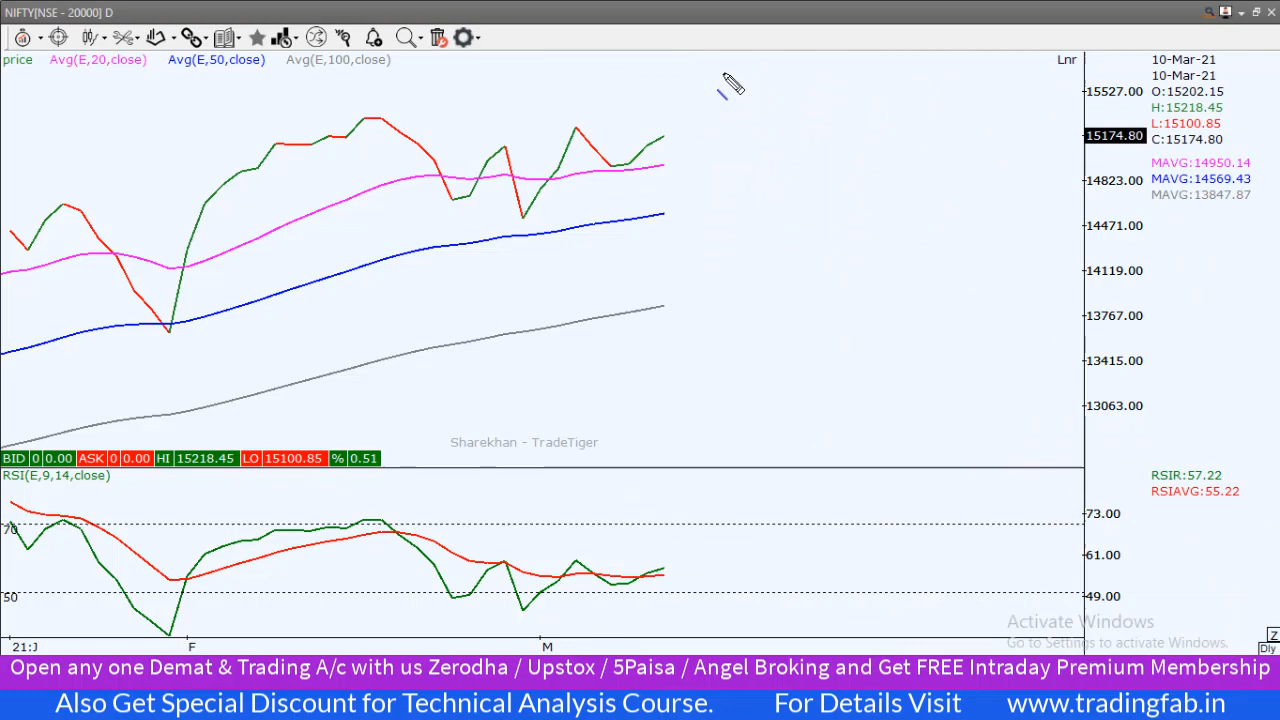 NIFTY[NSE - 20000] D
price Avg(E,20,close) Avg(E,50,close) Avg(E,100,close) Lnr
10-Mar-21
10-Mar-21
O:15202.15
H:15218.45
L:15100.85
C:15174.80
MAVG:14950.14
MAVG:14569.43
MAVG:13847.87
15527.00
15174.80
14823.00
14471.00
14119.00
13767.00
13415.00
13063.00
Sharekhan - TradeTiger
BID 0 0.00 ASK 0 0.00 HI 15218.45 LO 15100.85 % 0.51
RSI(E,9,14,close)
RSIR:57.22
RSIAVG:55.22
73.00
70
61.00
50
49.00
Activate Windows
Go to Settings to activate Windows.
21:J F M
Z
Dly
Open any one Demat & Trading A/c with us Zerodha / Upstox / 5Paisa / Angel Broking and Get FREE Intraday Premium Membership
Also Get Special Discount for Technical Analysis Course. For Details Visit www.tradingfab.in